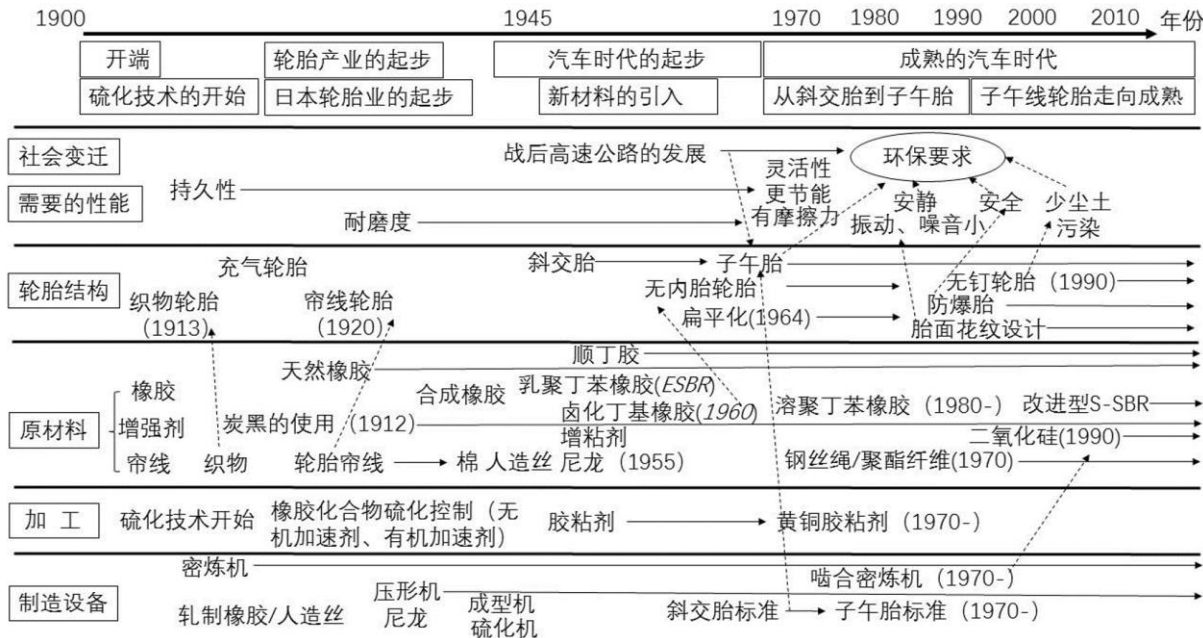 1900 1945 1970 1980 1990 2000 2010 年份
开端 轮胎产业的起步 汽车时代的起步 成熟的汽车时代
硫化技术的开始 日本轮胎业的起步 新材料的引入 从斜交胎到子午胎 子午线轮胎走向成熟
社会变迁 战后高速公路的发展 环保要求
灵活性
需要的性能 持久性 更节能 安静 安全 少尘土
耐磨度 有摩擦力 振动、噪音小 污染
充气轮胎 斜交胎 子午胎
轮胎结构 织物轮胎 帘线轮胎 无内胎轮胎 无钉轮胎(1990)
(1913) (1920) 扁平化(1964) 防爆胎
胎面花纹设计
顺丁胶
天然橡胶
橡胶 合成橡胶 乳聚丁苯橡胶(ESBR)
卤化丁基橡胶(1960) 溶聚丁苯橡胶(1980-) 改进型S-SBR
原材料 增强剂 炭黑的使用(1912) 增粘剂 二氧化硅(1990)
帘线 织物 轮胎帘线 棉 人造丝 尼龙(1955) 钢丝绳/聚酯纤维(1970)
加 工 硫化技术开始 橡胶化合物硫化控制(无 胶粘剂 黄铜胶粘剂(1970-)
机加速剂、有机加速剂)
密炼机 啮合密炼机(1970-)
制造设备 压形机
轧制橡胶/人造丝 尼龙 成型机 斜交胎标准 子午胎标准(1970-)
硫化机